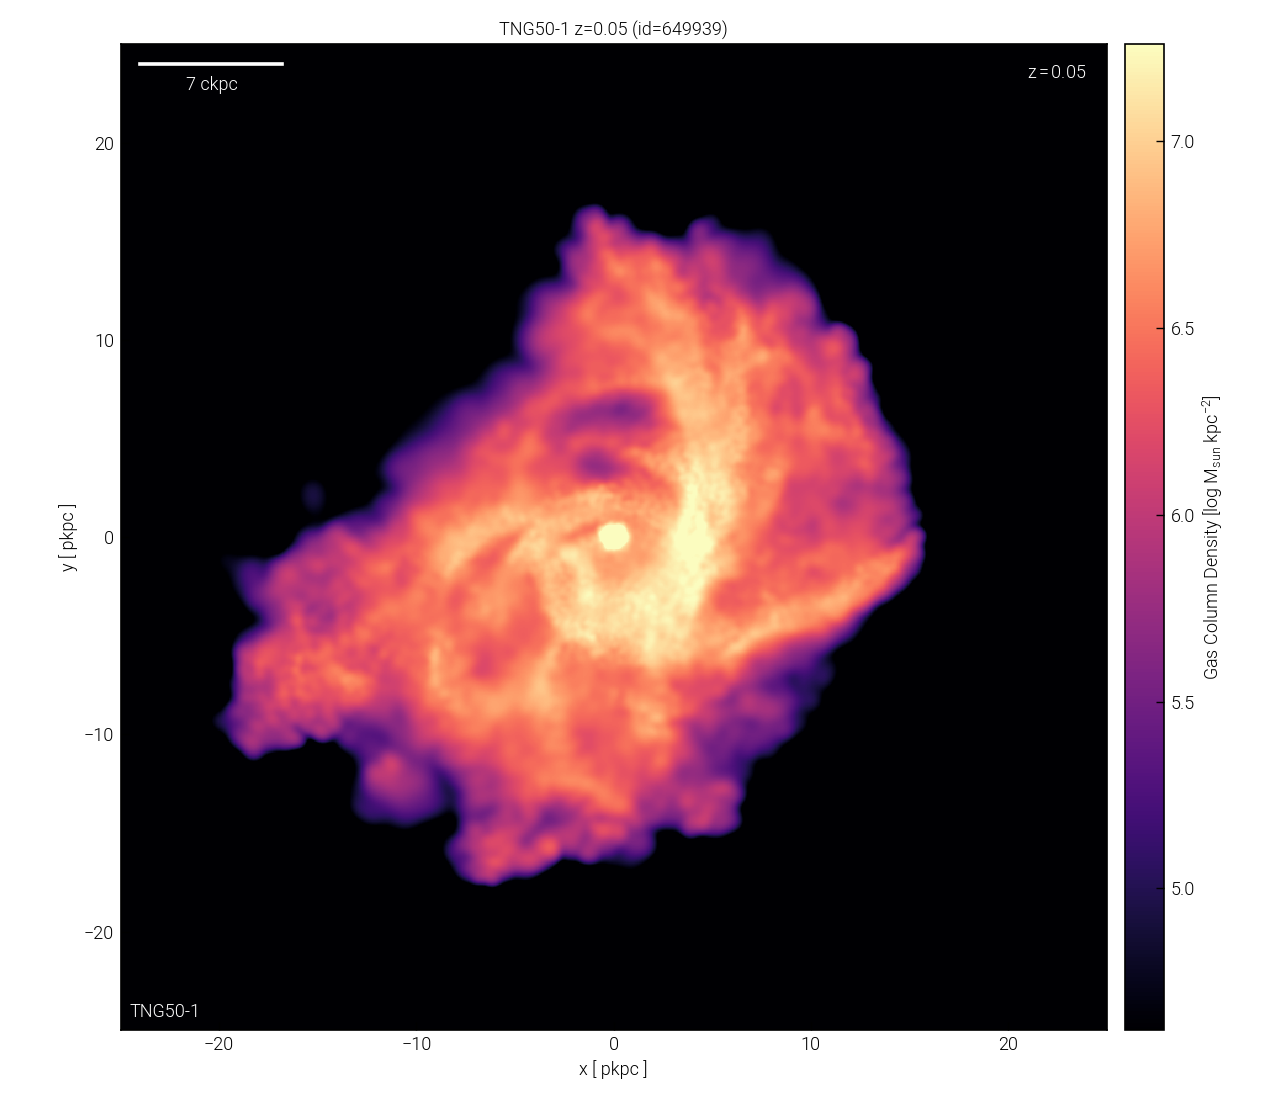 TNG50-1 z=0.05 (id=649939)
7 ckpc
z=0.05
20
10
0
−10
−20
y [ pkpc ]
TNG50-1
−20 −10 0 10 20
x [ pkpc ]
7.0
6.5
6.0
5.5
5.0
Gas Column Density [log M_sun kpc⁻²]